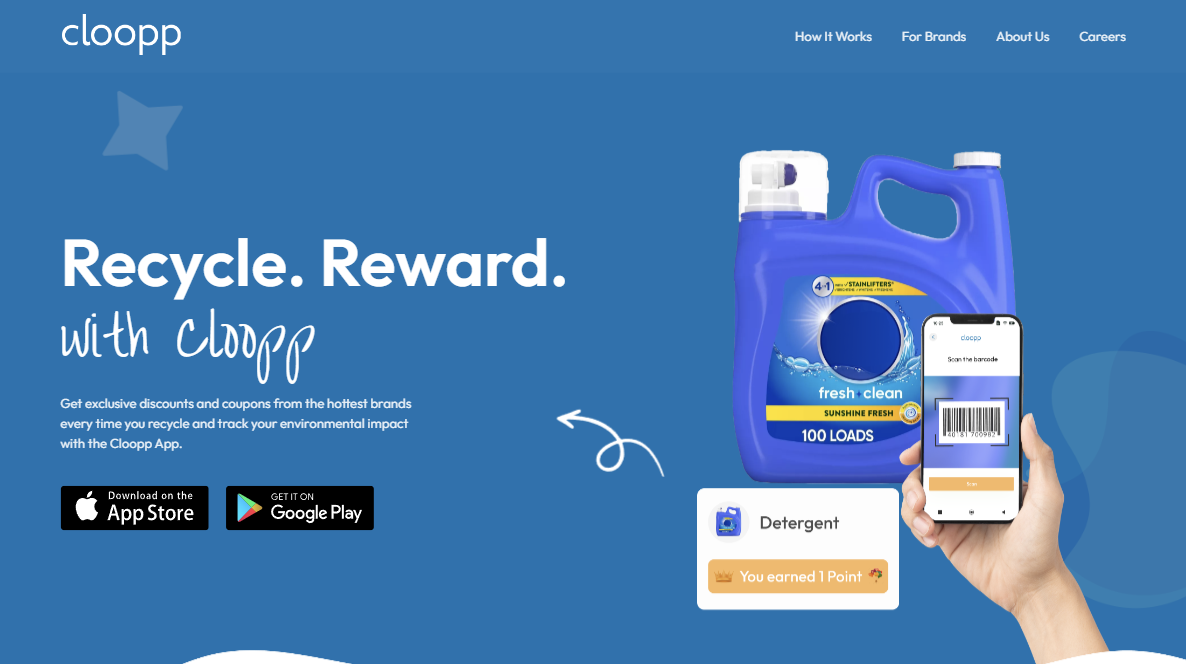 cloopp
How It Works
For Brands
About Us
Careers
Recycle. Reward.
with Cloopp
Get exclusive discounts and coupons from the hottest brands
every time you recycle and track your environmental impact
with the Cloopp App.
Download on the
App Store
GET IT ON
Google Play
4in1
STAINLIFTERS
fresh+clean
SUNSHINE FRESH
100 LOADS
cloopp
Scan the barcode
Scan
Detergent
You earned 1 Point